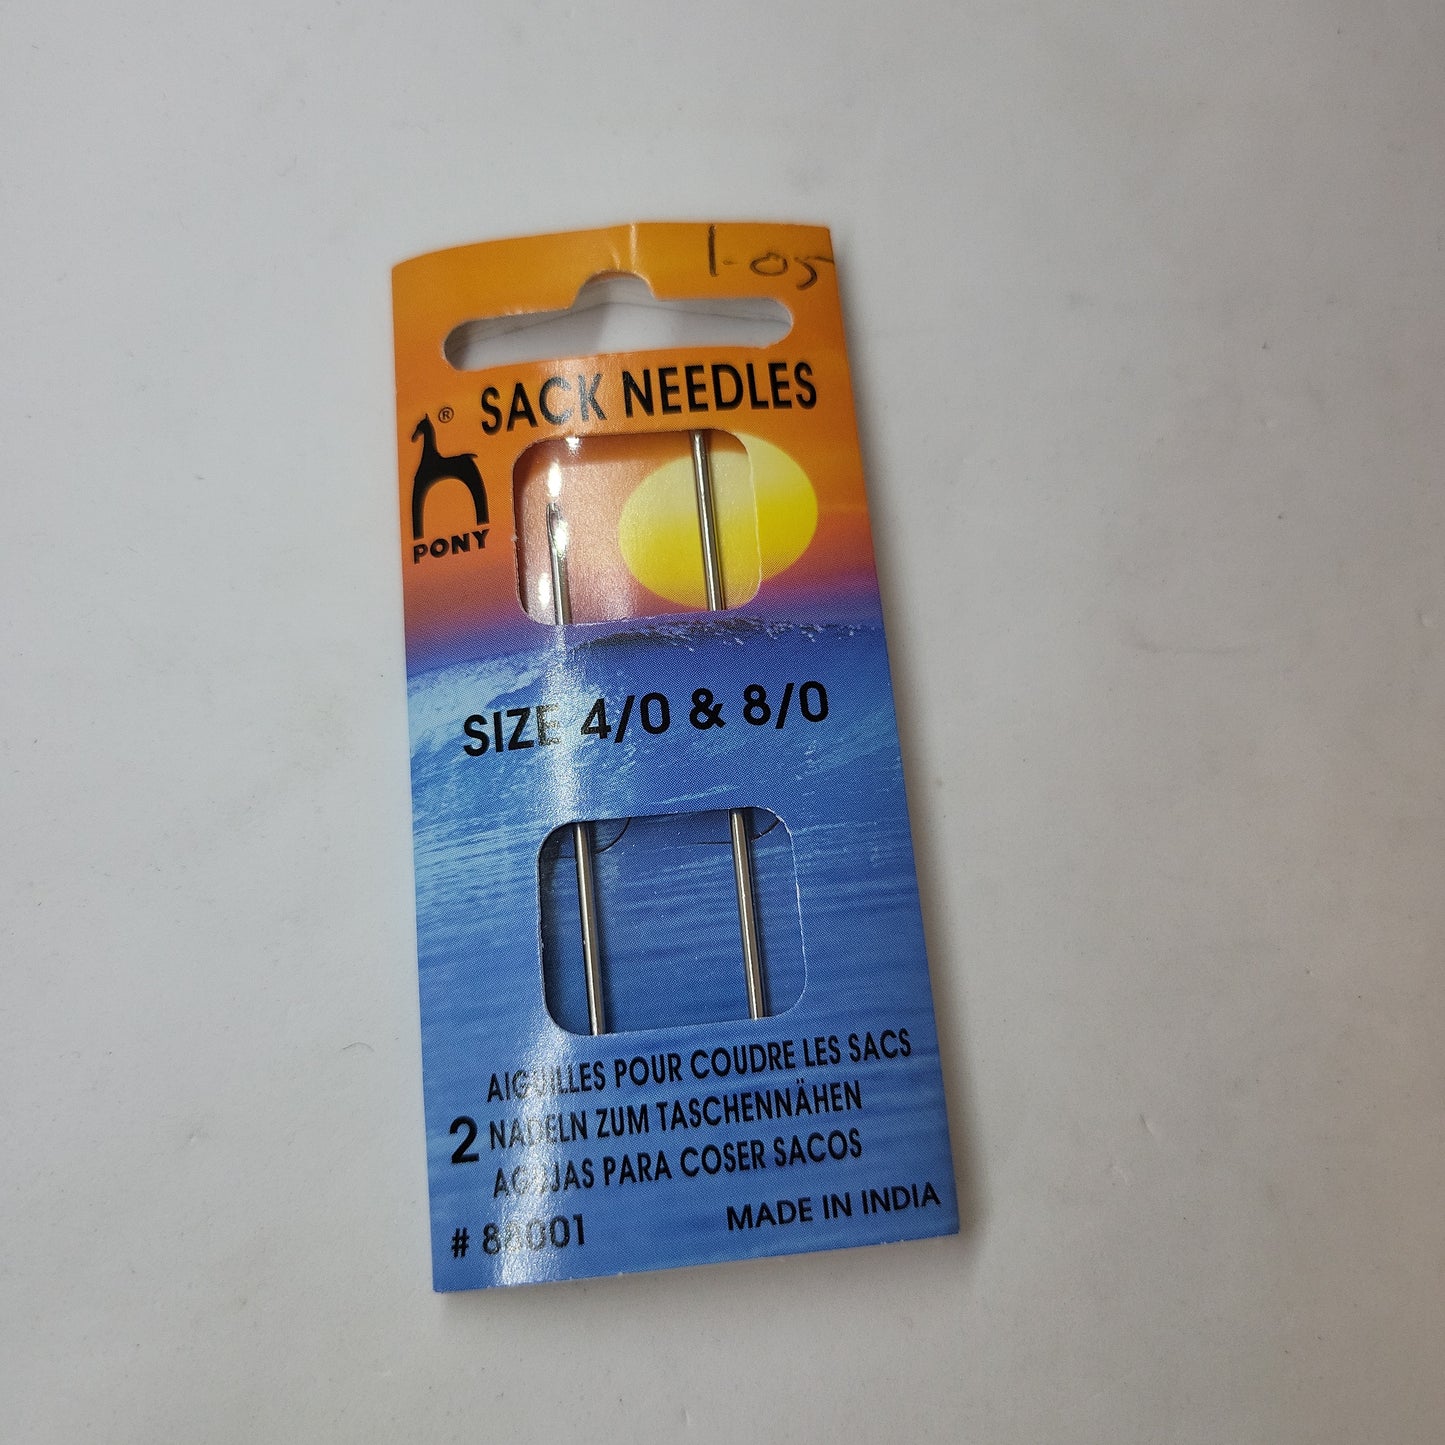 1-05
SACK NEEDLES
®
PONY
SIZE 4/0 & 8/0
AIGUILLES POUR COUDRE LES SACS
2 NADELN ZUM TASCHENNÄHEN
AGUJAS PARA COSER SACOS
MADE IN INDIA